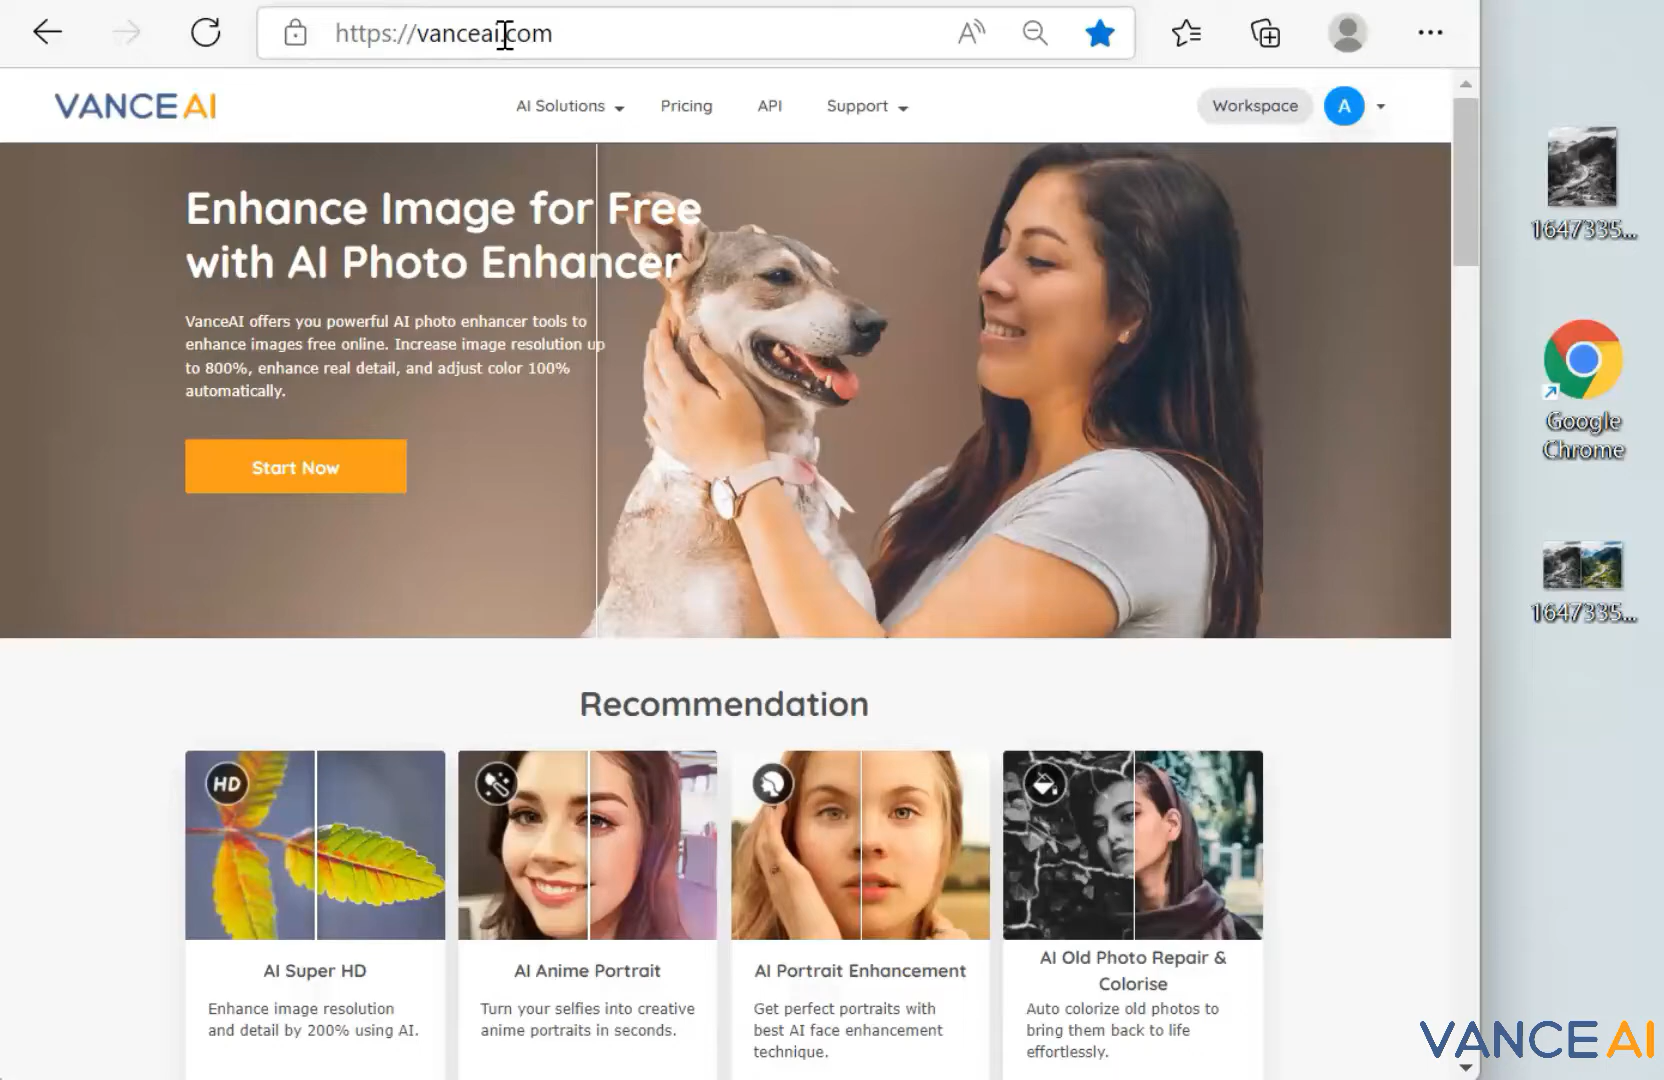 https://vanceai.com
VANCEAI
AI Solutions
Pricing
API
Support
Workspace
A
Enhance Image for Free
with AI Photo Enhancer
VanceAI offers you powerful AI photo enhancer tools to
enhance images free online. Increase image resolution up
to 800%, enhance real detail, and adjust color 100%
automatically.
Start Now
Recommendation
HD
AI Super HD
Enhance image resolution
and detail by 200% using AI.
AI Anime Portrait
Turn your selfies into creative
anime portraits in seconds.
AI Portrait Enhancement
Get perfect portraits with
best AI face enhancement
technique.
AI Old Photo Repair &
Colorise
Auto colorize old photos to
bring them back to life
effortlessly.
1647335...
Google
Chrome
1647335...
VANCEAI